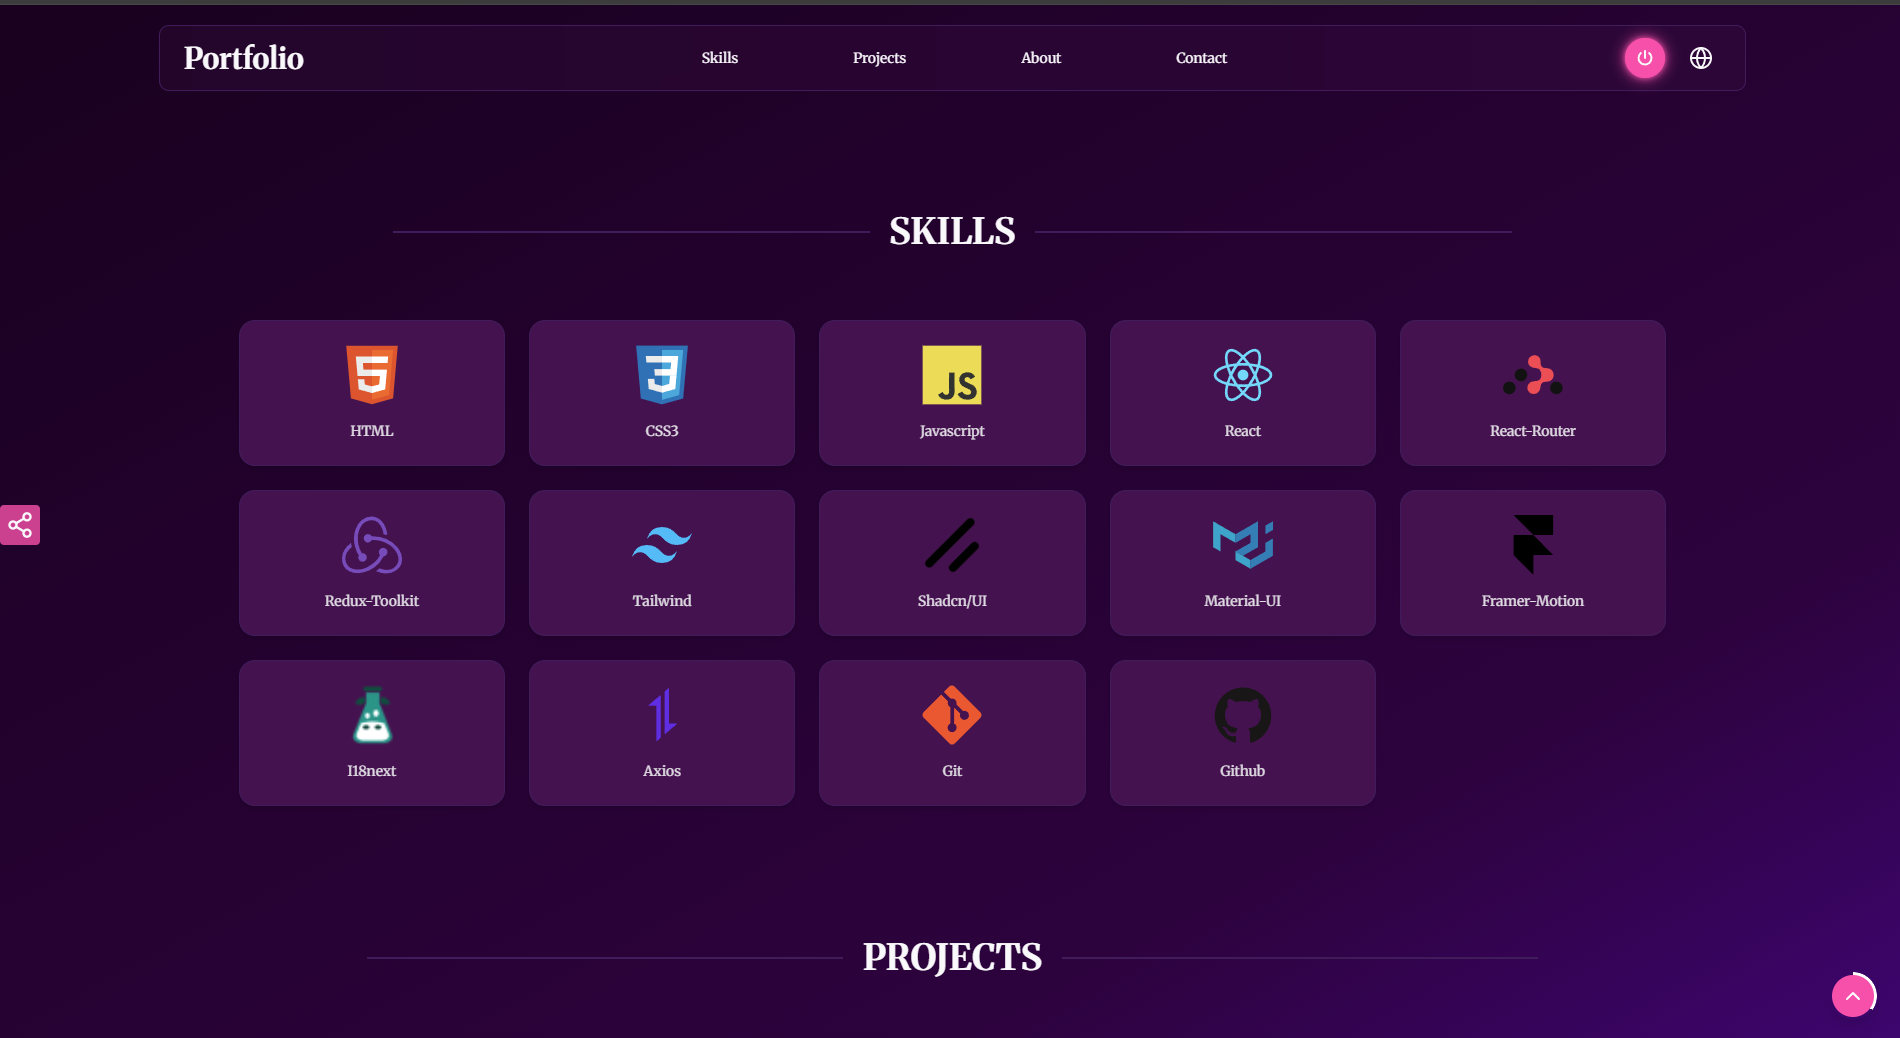 Portfolio
Skills
Projects
About
Contact
SKILLS
JS
HTML
CSS3
Javascript
React
React-Router
Redux-Toolkit
Tailwind
Shadcn/UI
Material-UI
Framer-Motion
I18next
Axios
Git
Github
PROJECTS